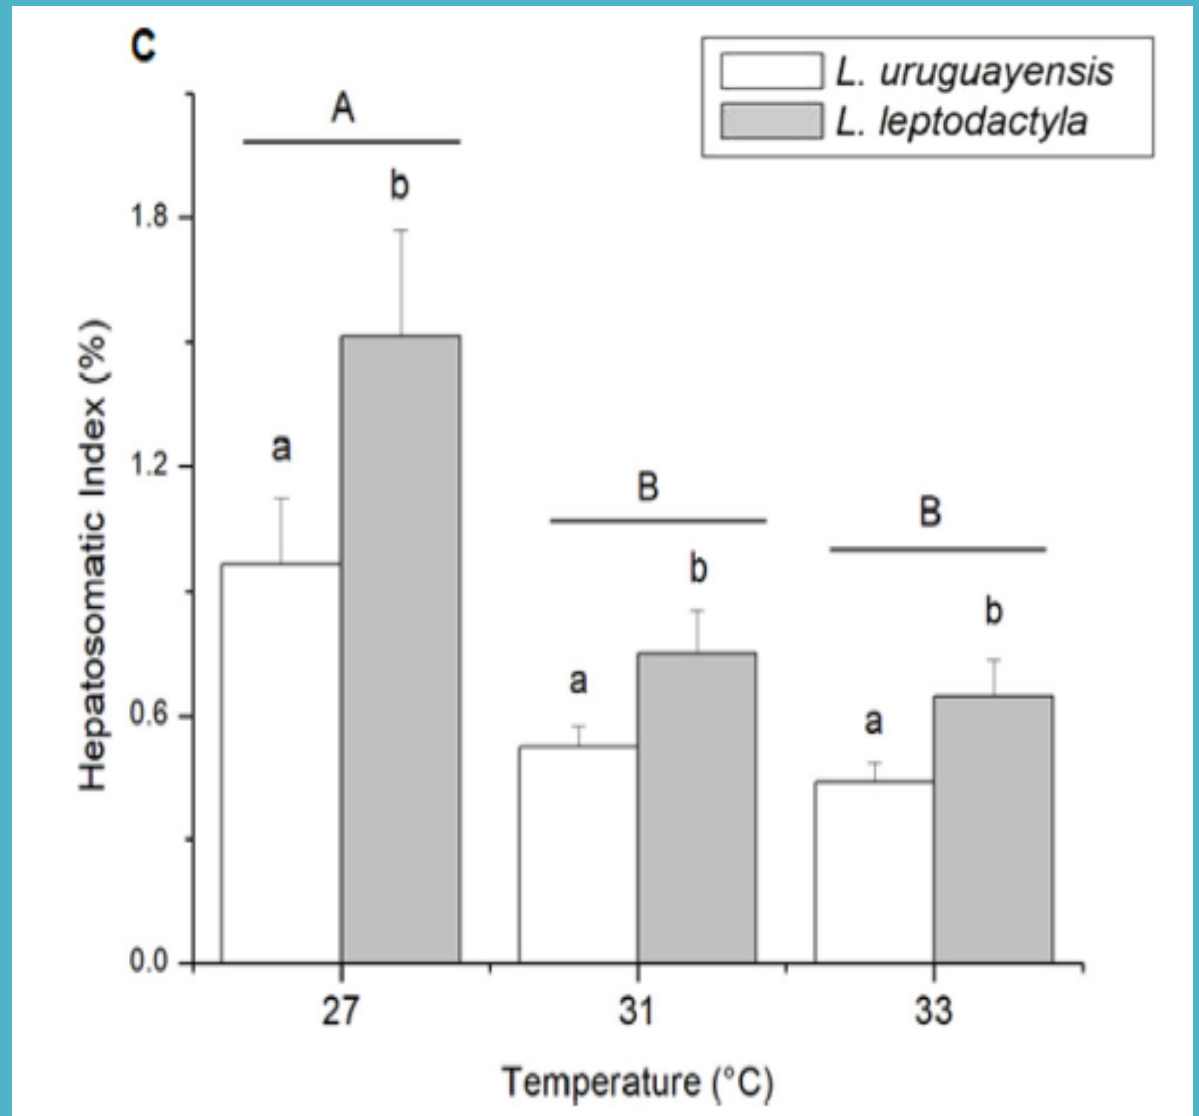 C
L. uruguayensis
L. leptodactyla
A
b
1.8
a
1.2
B
B
b
b
a
0.6
a
0.0
27 31 33
Hepatosomatic Index (%)
Temperature (°C)